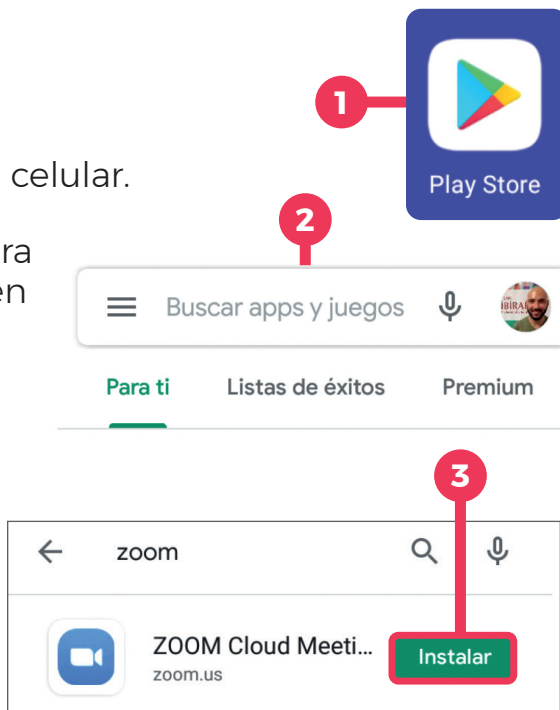 1
Play Store
celular.
2
ra
en
Buscar apps y juegos
Para ti Listas de éxitos Premium
3
zoom
ZOOM Cloud Meeti...
Instalar
zoom.us